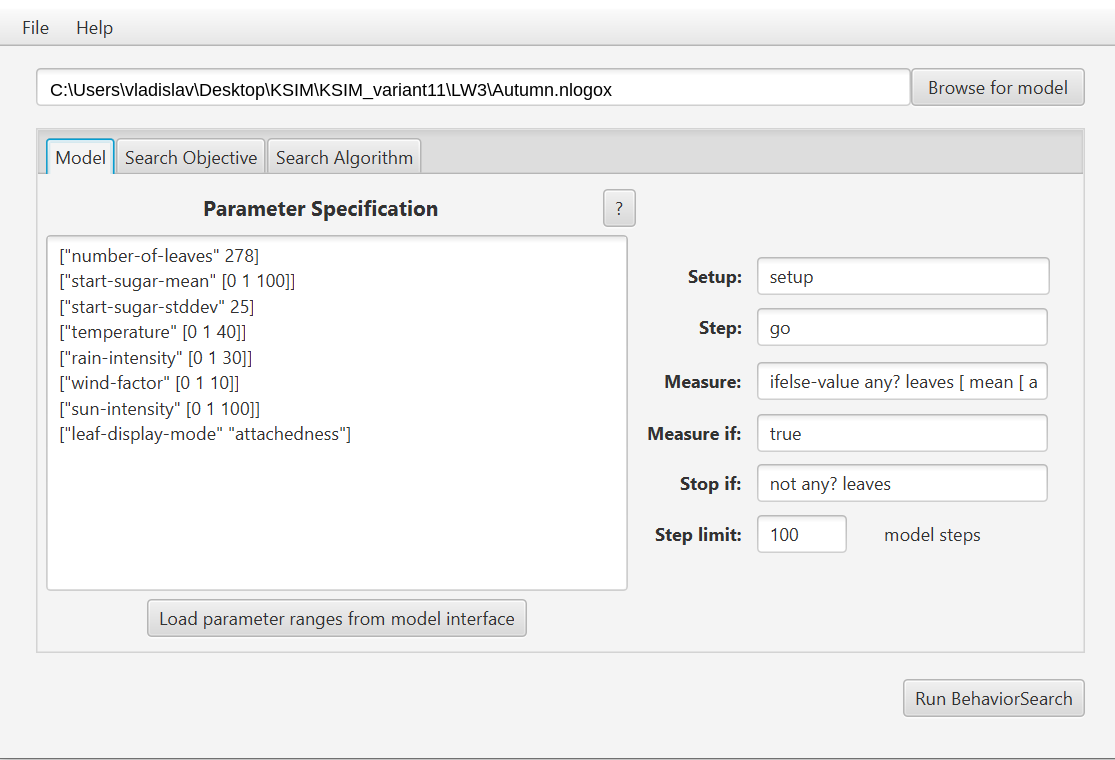 File Help
C:\Users\vladislav\Desktop\KSIM\KSIM_variant11\LW3\Autumn.nlogox
Browse for model
Model Search Objective Search Algorithm
Parameter Specification
?
["number-of-leaves" 278]
["start-sugar-mean" [0 1 100]]
["start-sugar-stddev" 25]
["temperature" [0 1 40]]
["rain-intensity" [0 1 30]]
["wind-factor" [0 1 10]]
["sun-intensity" [0 1 100]]
["leaf-display-mode" "attachedness"]
Load parameter ranges from model interface
Setup: setup
Step: go
Measure: ifelse-value any? leaves [ mean [ a
Measure if: true
Stop if: not any? leaves
Step limit: 100 model steps
Run BehaviorSearch